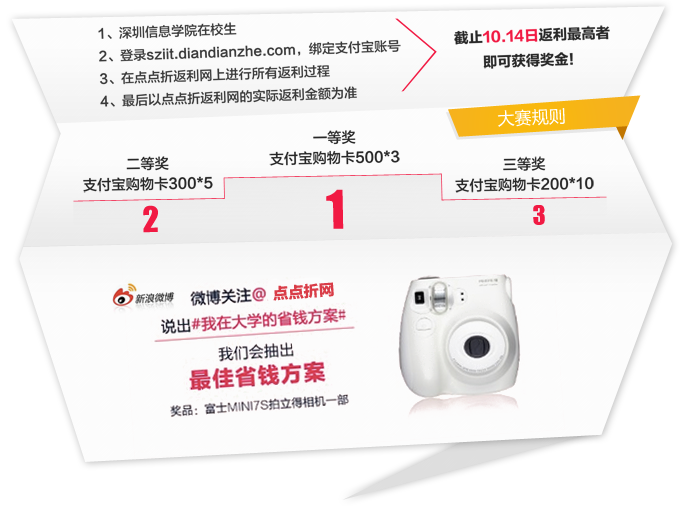 1、深圳信息学院在校生
2、登录sziit.diandianzhe.com，绑定支付宝账号
3、在点点折返利网上进行所有返利过程
4、最后以点点折返利网的实际返利金额为准
截止10.14日返利最高者
即可获得奖金!
大赛规则
一等奖
支付宝购物卡500*3
二等奖
支付宝购物卡300*5
三等奖
支付宝购物卡200*10
2
1
3
新浪微博
微博关注@ 点点折网
说出#我在大学的省钱方案#
我们会抽出
最佳省钱方案
奖品：富士MINI7S拍立得相机一部